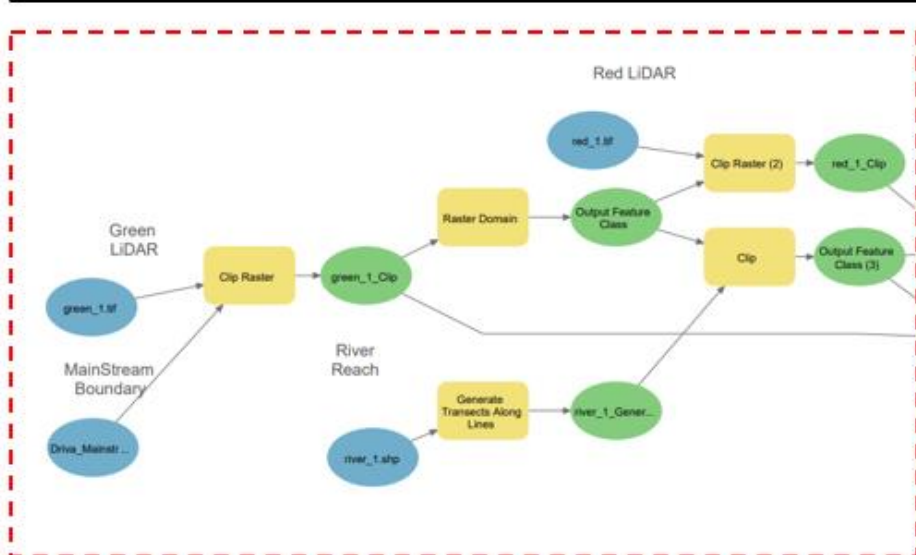 Red LiDAR
red_1.tif
Clip Raster (2)
red_1_Clip
Raster Domain
Output Feature
Class
Green
LiDAR
Clip Raster
green_1_Clip
Clip
Output Feature
Class (3)
green_1.tif
MainStream
Boundary
River
Reach
Generate
Transects Along
Lines
river_1_Gener...
Driva_Mainstr ...
river_1.shp